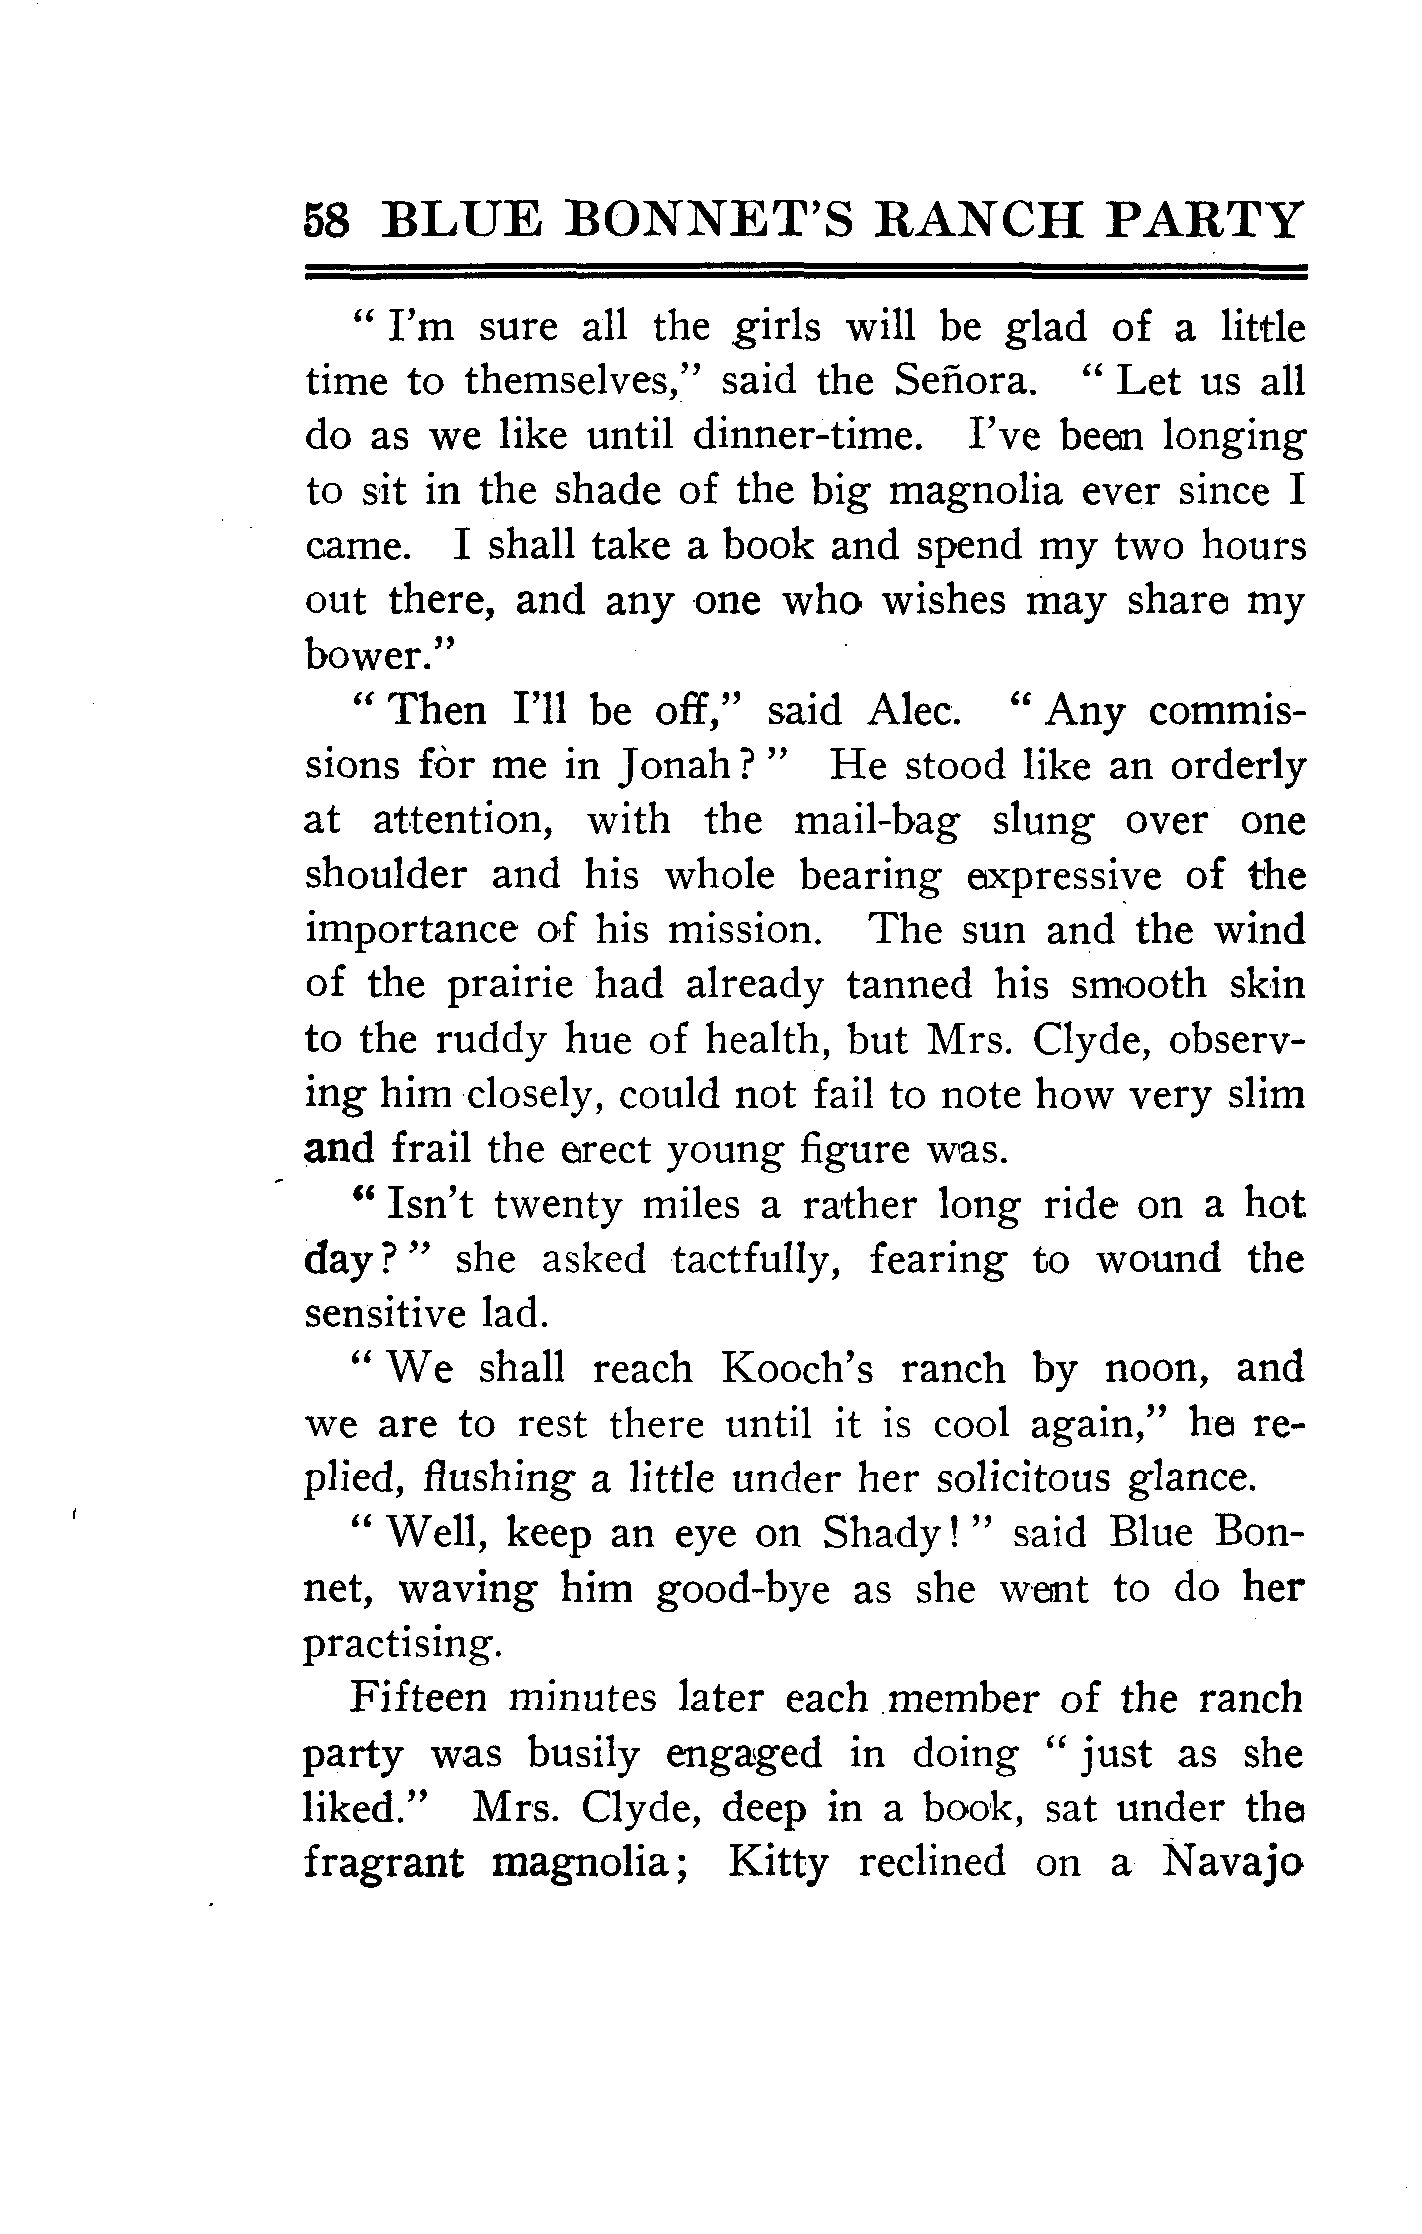 58 BLUE BONNET'S RANCH PARTY
" I'm sure all the girls will be glad of a little
time to themselves," said the Señora. " Let us all
do as we like until dinner-time. I've been longing
to sit in the shade of the big magnolia ever since I
came. I shall take a book and spend my two hours
out there, and any one who wishes may share my
bower."
" Then I'll be off," said Alec. " Any commis-
sions for me in Jonah? " He stood like an orderly
at attention, with the mail-bag slung over one
shoulder and his whole bearing expressive of the
importance of his mission. The sun and the wind
of the prairie had already tanned his smooth skin
to the ruddy hue of health, but Mrs. Clyde, observ-
ing him closely, could not fail to note how very slim
and frail the erect young figure was.
" Isn't twenty miles a rather long ride on a hot
day? " she asked tactfully, fearing to wound the
sensitive lad.
" We shall reach Kooch's ranch by noon, and
we are to rest there until it is cool again," he re-
plied, flushing a little under her solicitous glance.
" Well, keep an eye on Shady! " said Blue Bon-
net, waving him good-bye as she went to do her
practising.
Fifteen minutes later each member of the ranch
party was busily engaged in doing " just as she
liked." Mrs. Clyde, deep in a book, sat under the
fragrant magnolia; Kitty reclined on a Navajo